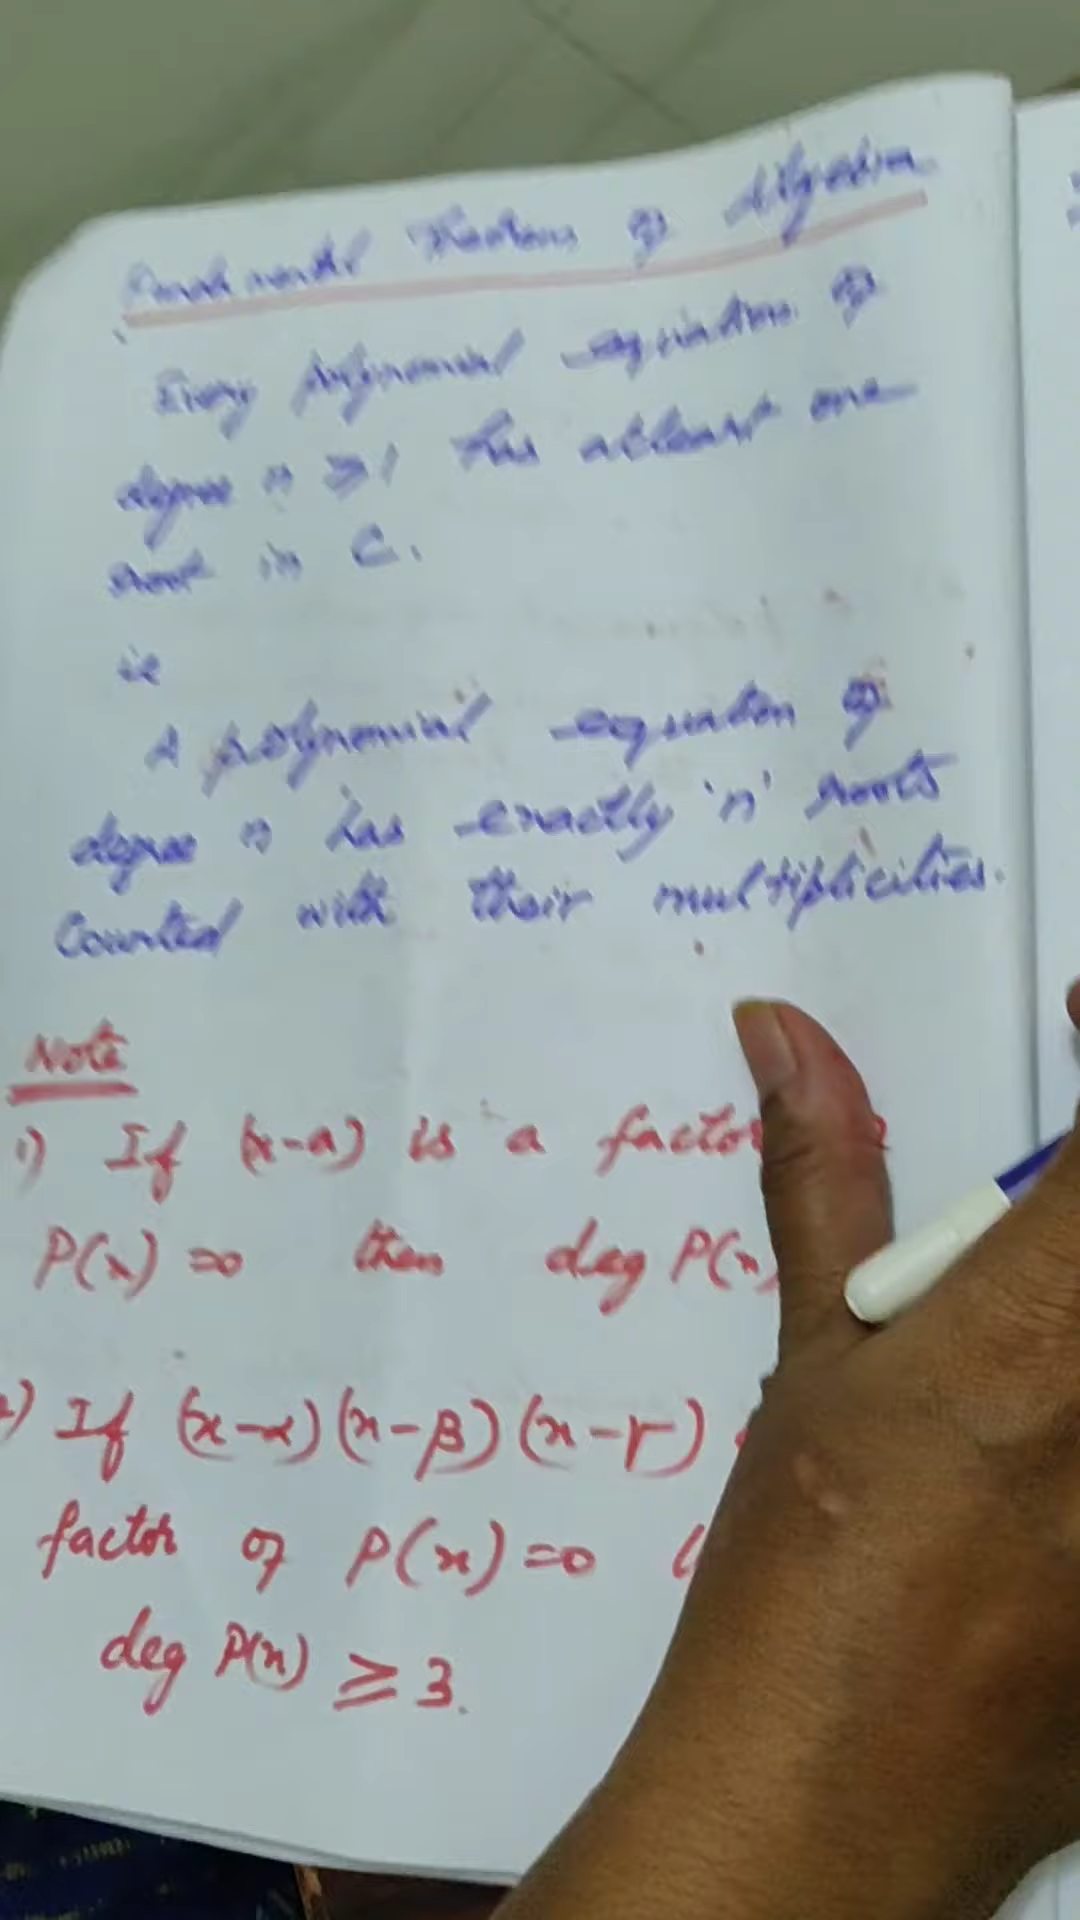 Fundamental Theorem of Algebra
Every polynomial equation of
degree n ≥ 1 has atleast one
root in C.
ie
A polynomial equation of
degree n has exactly 'n' roots
Counted with their multiplicities.
Note
1) If (x-a) is a factor
P(x) =0 then deg P(x)
2) If (x-α)(x-β)(x-γ)
factor of P(x)=0
deg P(x) ≥ 3.